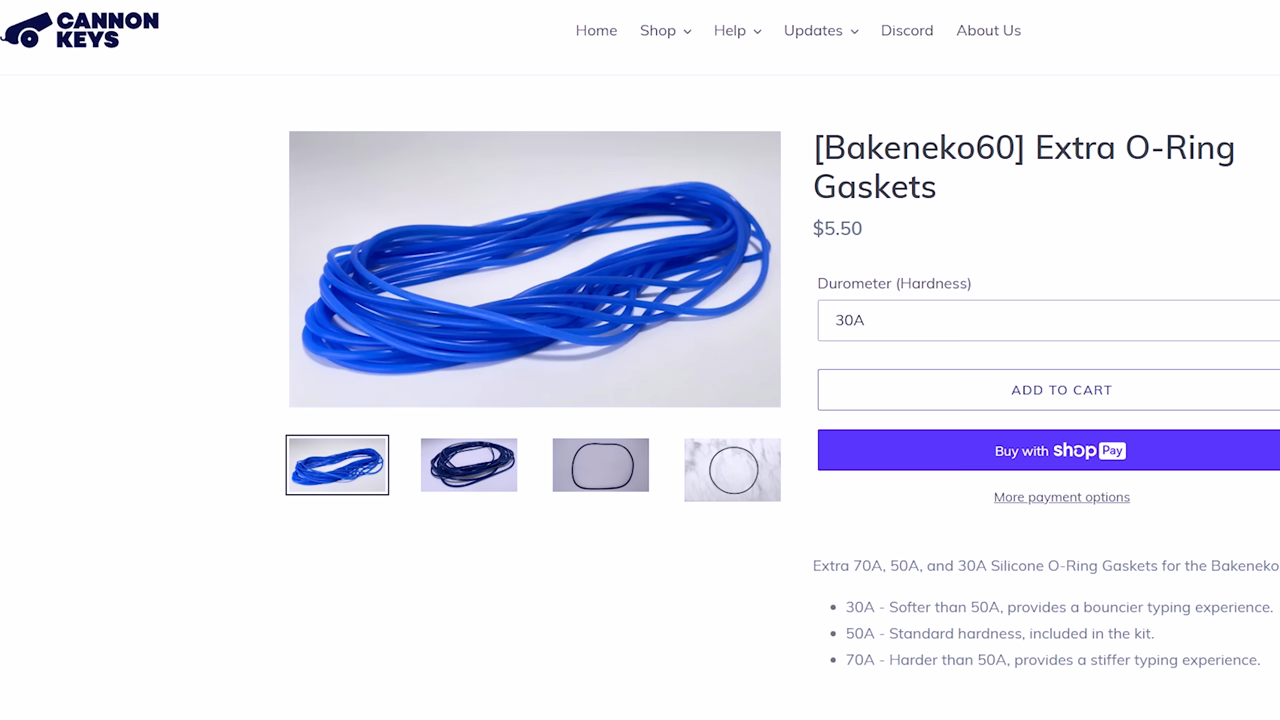 CANNON
KEYS
Home Shop Help Updates Discord About Us
[Bakeneko60] Extra O-Ring
Gaskets
$5.50
Durometer (Hardness)
30A
ADD TO CART
Buy with shop Pay
More payment options
Extra 70A, 50A, and 30A Silicone O-Ring Gaskets for the Bakeneko
30A - Softer than 50A, provides a bouncier typing experience.
50A - Standard hardness, included in the kit.
70A - Harder than 50A, provides a stiffer typing experience.